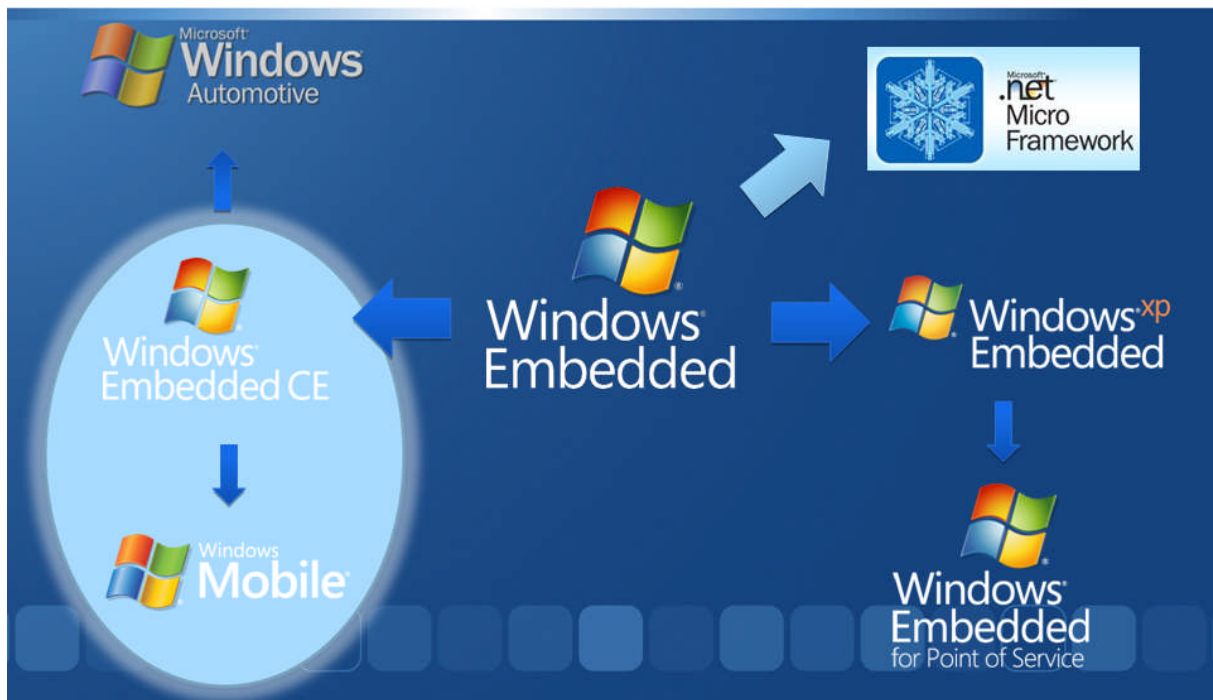 Microsoft
Windows
Automotive
Microsoft
.net
Micro
Framework
Windows
Embedded
Windows xp
Embedded
Windows
Embedded CE
Windows
Mobile
Windows
Embedded
for Point of Service